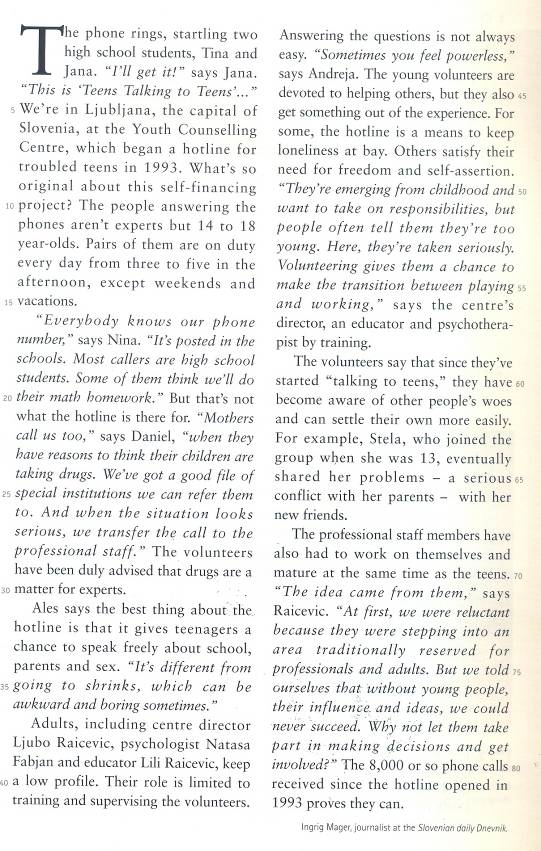 The phone rings, startling two
high school students, Tina and
Jana. "I'll get it!" says Jana.
"This is 'Teens Talking to Teens'..."
5 We're in Ljubljana, the capital of
Slovenia, at the Youth Counselling
Centre, which began a hotline for
troubled teens in 1993. What's so
original about this self-financing
10 project? The people answering the
phones aren't experts but 14 to 18
year-olds. Pairs of them are on duty
every day from three to five in the
afternoon, except weekends and
15 vacations.
"Everybody knows our phone
number," says Nina. "It's posted in the
schools. Most callers are high school
students. Some of them think we'll do
20 their math homework." But that's not
what the hotline is there for. "Mothers
call us too," says Daniel, "when they
have reasons to think their children are
taking drugs. We've got a good file of
25 special institutions we can refer them
to. And when the situation looks
serious, we transfer the call to the
professional staff." The volunteers
have been duly advised that drugs are a
30 matter for experts.
Ales says the best thing about the
hotline is that it gives teenagers a
chance to speak freely about school,
parents and sex. "It's different from
35 going to shrinks, which can be
awkward and boring sometimes."
Adults, including centre director
Ljubo Raicevic, psychologist Natasa
Fabjan and educator Lili Raicevic, keep
40 a low profile. Their role is limited to
training and supervising the volunteers.
Answering the questions is not always
easy. "Sometimes you feel powerless,"
says Andreja. The young volunteers are
devoted to helping others, but they also 45
get something out of the experience. For
some, the hotline is a means to keep
loneliness at bay. Others satisfy their
need for freedom and self-assertion.
"They're emerging from childhood and 50
want to take on responsibilities, but
people often tell them they're too
young. Here, they're taken seriously.
Volunteering gives them a chance to
make the transition between playing 55
and working," says the centre's
director, an educator and psychothera-
pist by training.
The volunteers say that since they've
started "talking to teens," they have 60
become aware of other people's woes
and can settle their own more easily.
For example, Stela, who joined the
group when she was 13, eventually
shared her problems – a serious 65
conflict with her parents – with her
new friends.
The professional staff members have
also had to work on themselves and
mature at the same time as the teens. 70
"The idea came from them," says
Raicevic. "At first, we were reluctant
because they were stepping into an
area traditionally reserved for
professionals and adults. But we told 75
ourselves that without young people,
their influence and ideas, we could
never succeed. Why not let them take
part in making decisions and get
involved?" The 8,000 or so phone calls 80
received since the hotline opened in
1993 proves they can.
Ingrig Mager, journalist at the Slovenian daily Dnevnik.